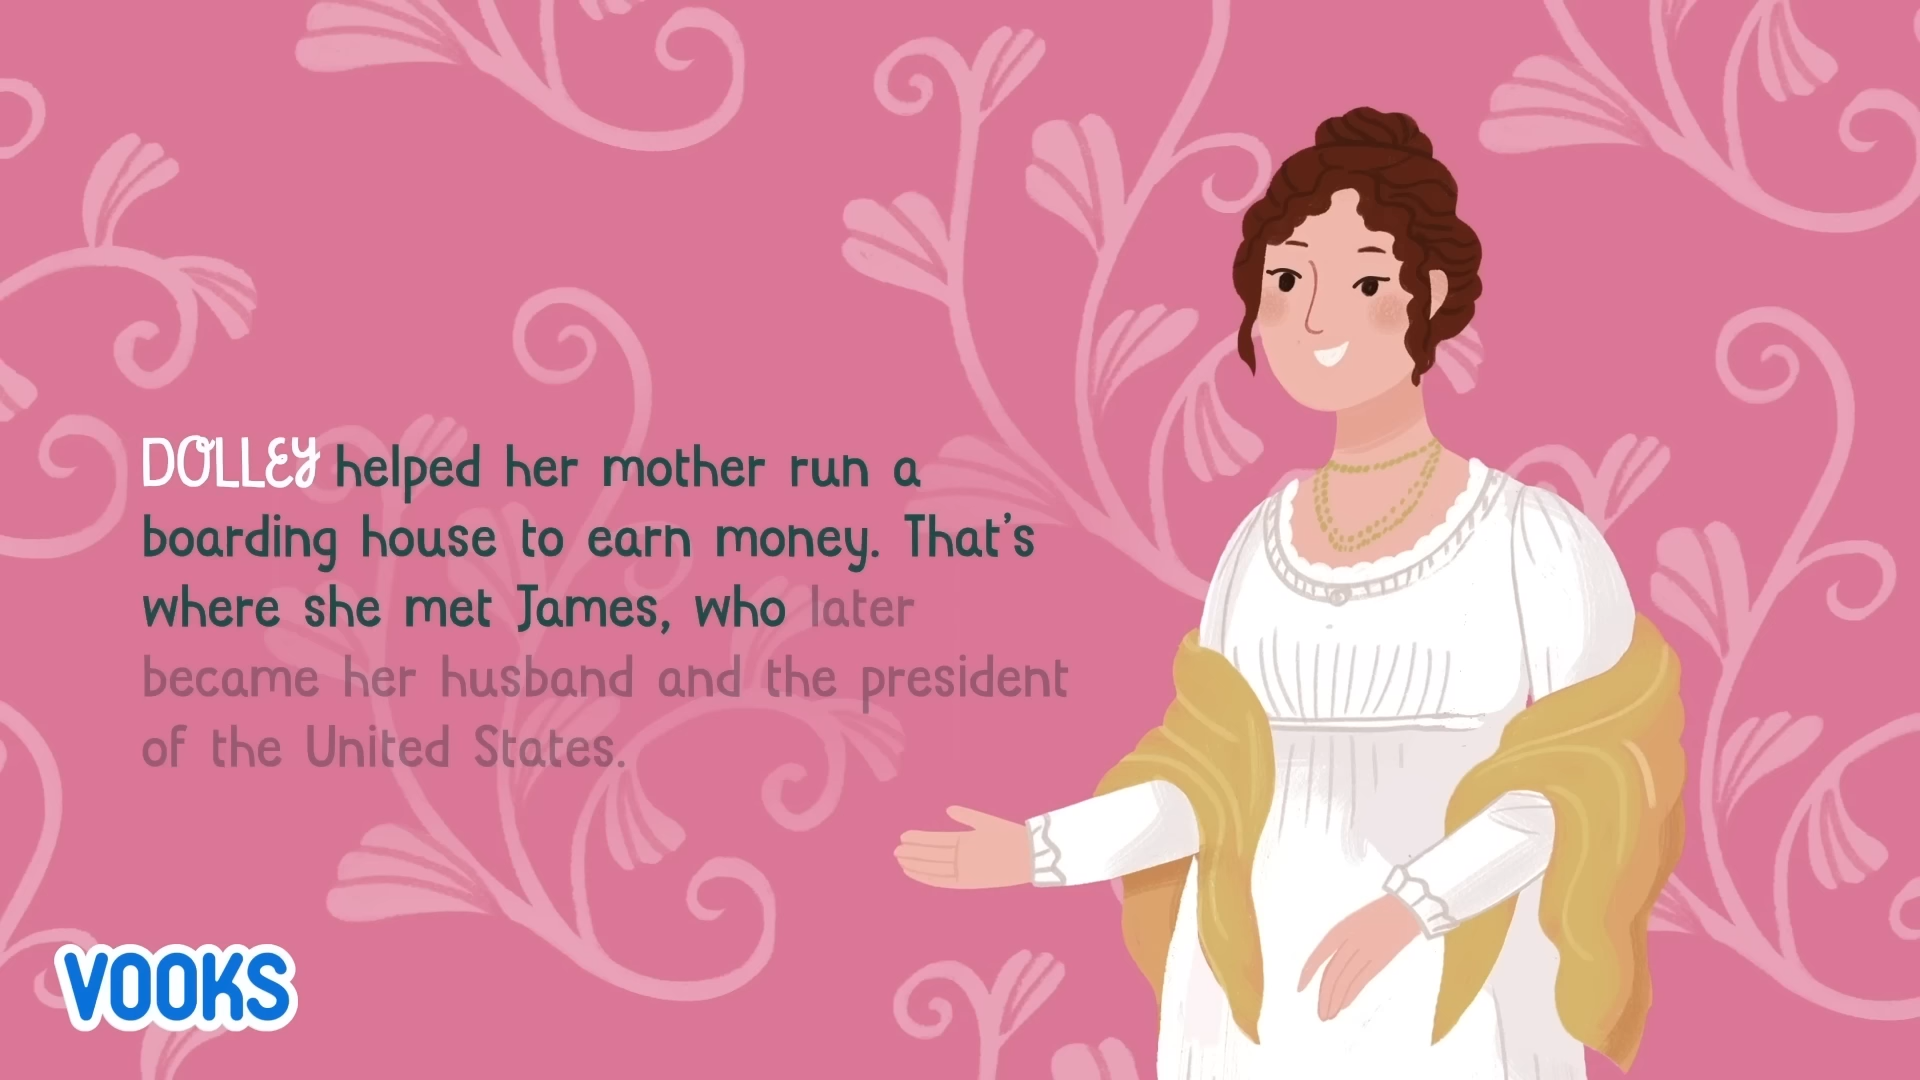 DOLLEY helped her mother run a
boarding house to earn money. That's
where she met James, who later
became her husband and the president
of the United States.
VOOKS